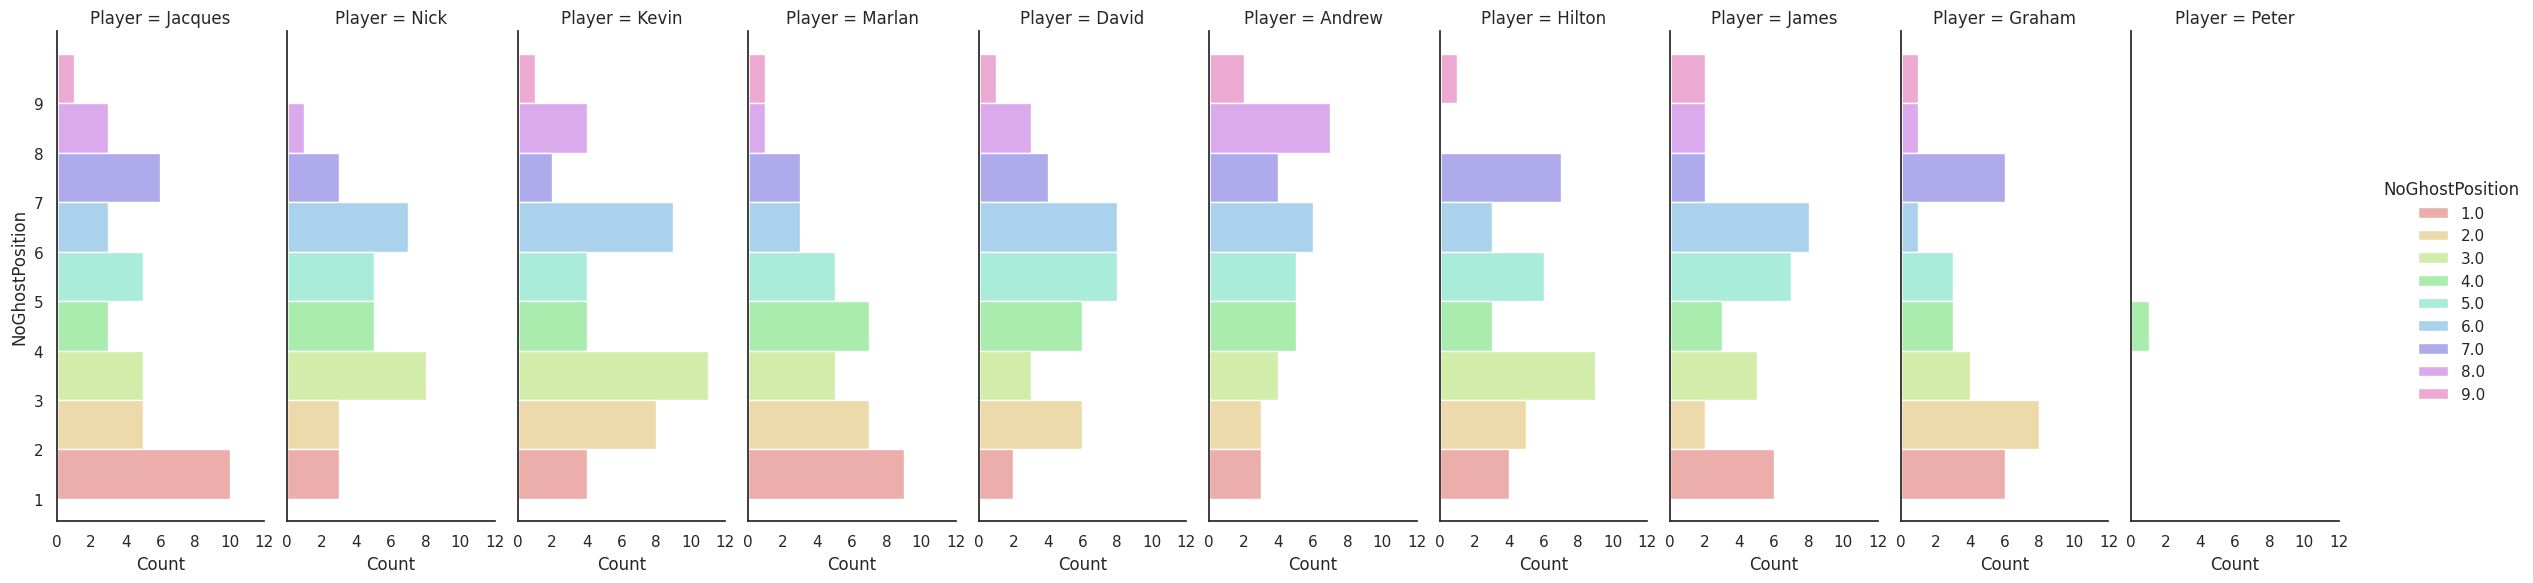 Player = Jacques
Player = Nick
Player = Kevin
Player = Marlan
Player = David
Player = Andrew
Player = Hilton
Player = James
Player = Graham
Player = Peter
NoGhostPosition
9
8
7
6
5
4
3
2
1
0 2 4 6 8 10 12
0 2 4 6 8 10 12
0 2 4 6 8 10 12
0 2 4 6 8 10 12
0 2 4 6 8 10 12
0 2 4 6 8 10 12
0 2 4 6 8 10 12
0 2 4 6 8 10 12
0 2 4 6 8 10 12
0 2 4 6 8 10 12
Count
Count
Count
Count
Count
Count
Count
Count
Count
Count
NoGhostPosition
1.0
2.0
3.0
4.0
5.0
6.0
7.0
8.0
9.0